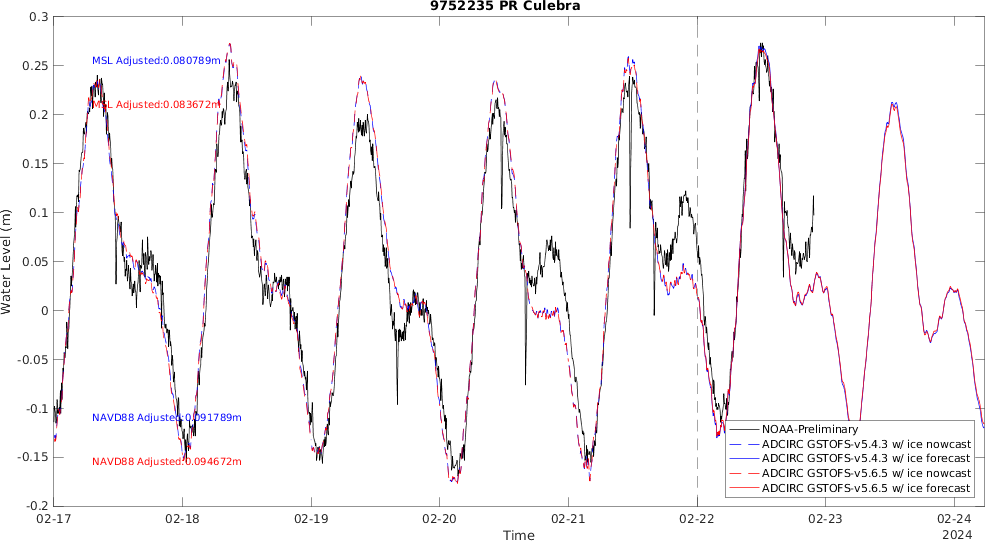 9752235 PR Culebra
0.3
0.25
0.2
0.15
0.1
0.05
0
-0.05
-0.1
-0.15
-0.2
Water Level (m)
MSL Adjusted:0.080789m
MSL Adjusted:0.083672m
NAVD88 Adjusted:0.091789m
NAVD88 Adjusted:0.094672m
NOAA-Preliminary
ADCIRC GSTOFS-v5.4.3 w/ ice nowcast
ADCIRC GSTOFS-v5.4.3 w/ ice forecast
ADCIRC GSTOFS-v5.6.5 w/ ice nowcast
ADCIRC GSTOFS-v5.6.5 w/ ice forecast
02-17 02-18 02-19 02-20 02-21 02-22 02-23 02-24
Time
2024